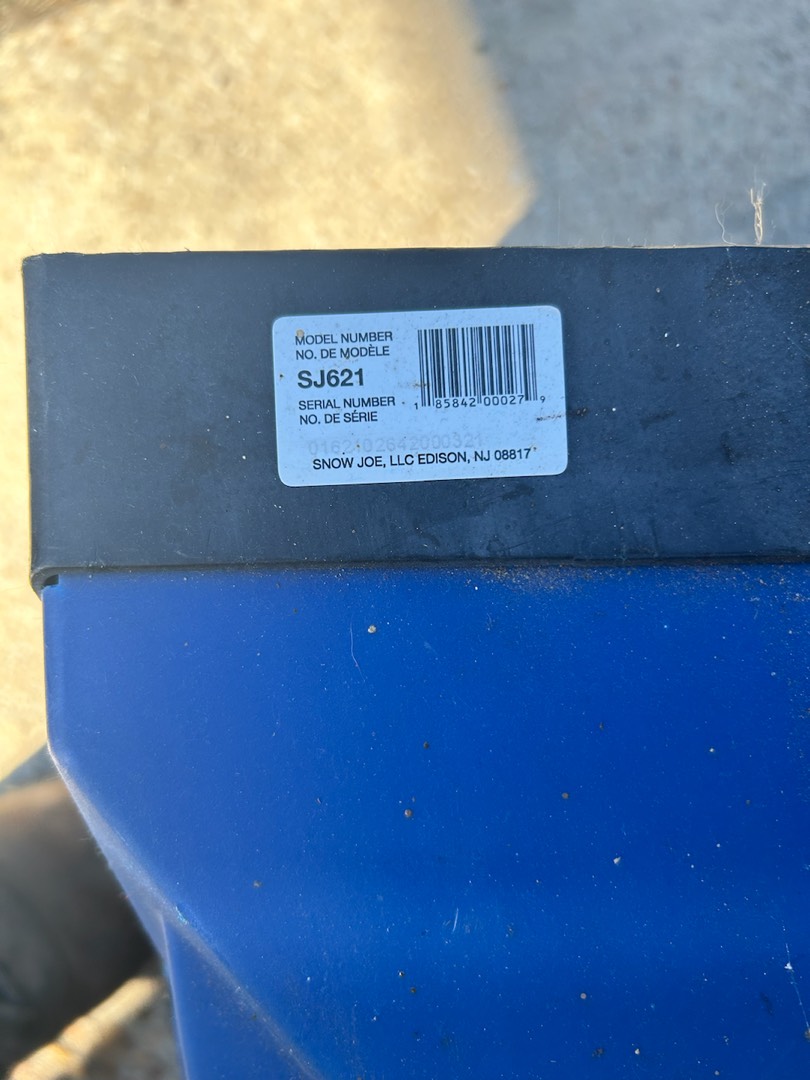 MODEL NUMBER
NO. DE MODÈLE
SJ621
SERIAL NUMBER
NO. DE SÉRIE
1 85842 00027 9
SNOW JOE, LLC EDISON, NJ 08817